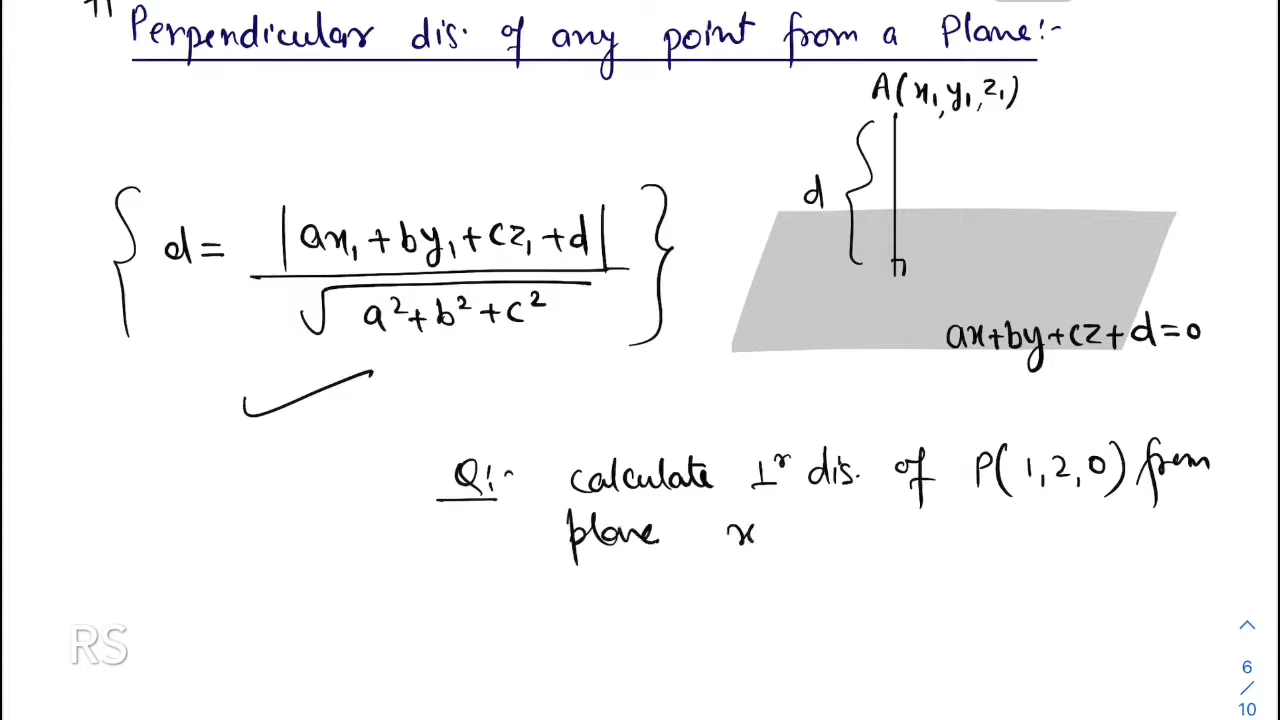 Perpendicular dis. of any point from a Plane:-
A(x₁, y₁, z₁)
d
d = |ax₁ + by₁ + cz₁ + d| / √a² + b² + c²
ax+by+cz+d=0
Q:- calculate ⊥ʳ dis. of P(1, 2, 0) from
plane x
RS
6
/
10